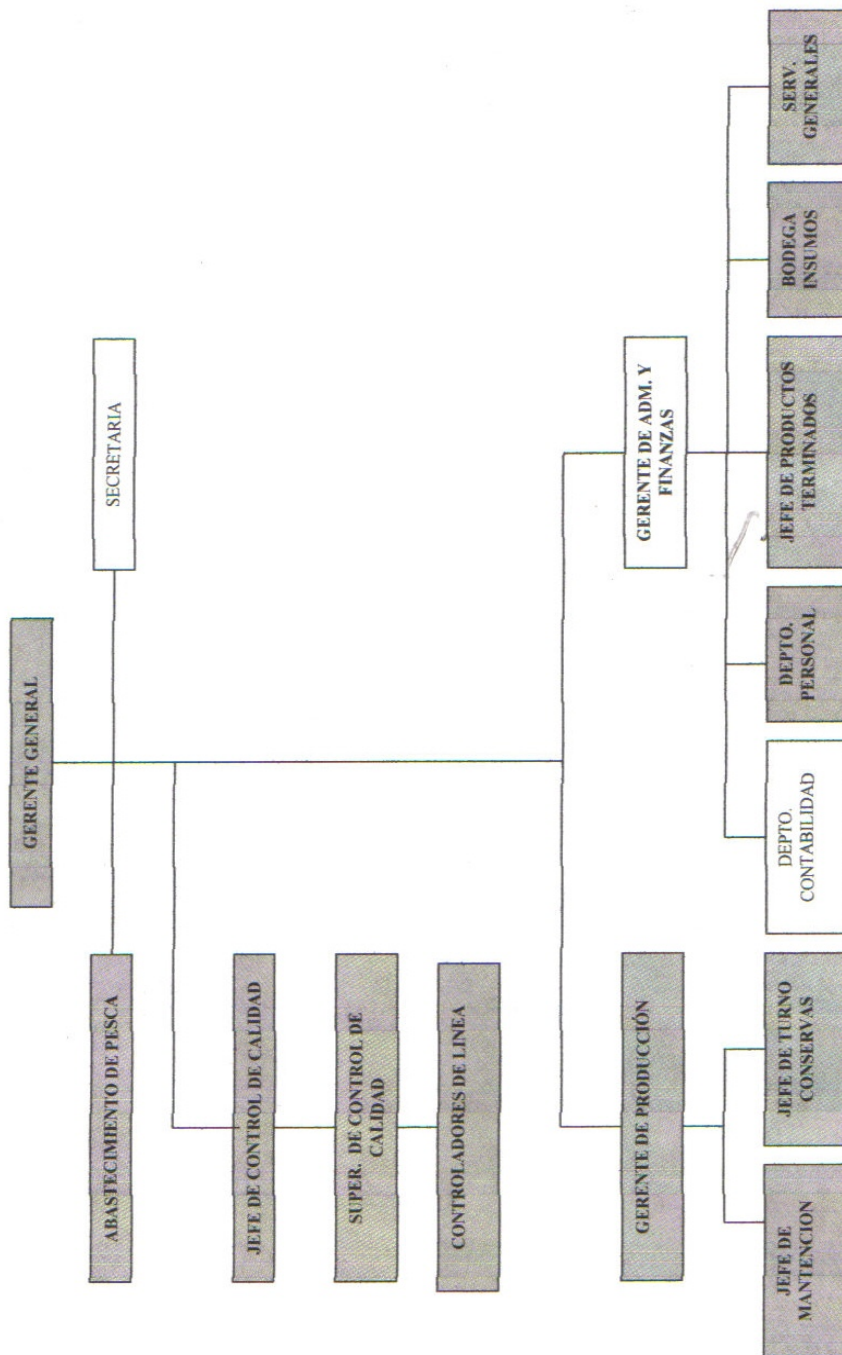 GERENTE GENERAL
ABASTECIMIENTO DE PESCA
SECRETARIA
JEFE DE CONTROL DE CALIDAD
SUPER. DE CONTROL DE
CALIDAD
CONTROLADORES DE LINEA
GERENTE DE PRODUCCIÓN
GERENTE DE ADM. Y
FINANZAS
JEFE DE
MANTENCION
JEFE DE TURNO
CONSERVAS
DEPTO.
CONTABILIDAD
DEPTO.
PERSONAL
JEFE DE PRODUCTOS
TERMINADOS
BODEGA
INSUMOS
SERV.
GENERALES